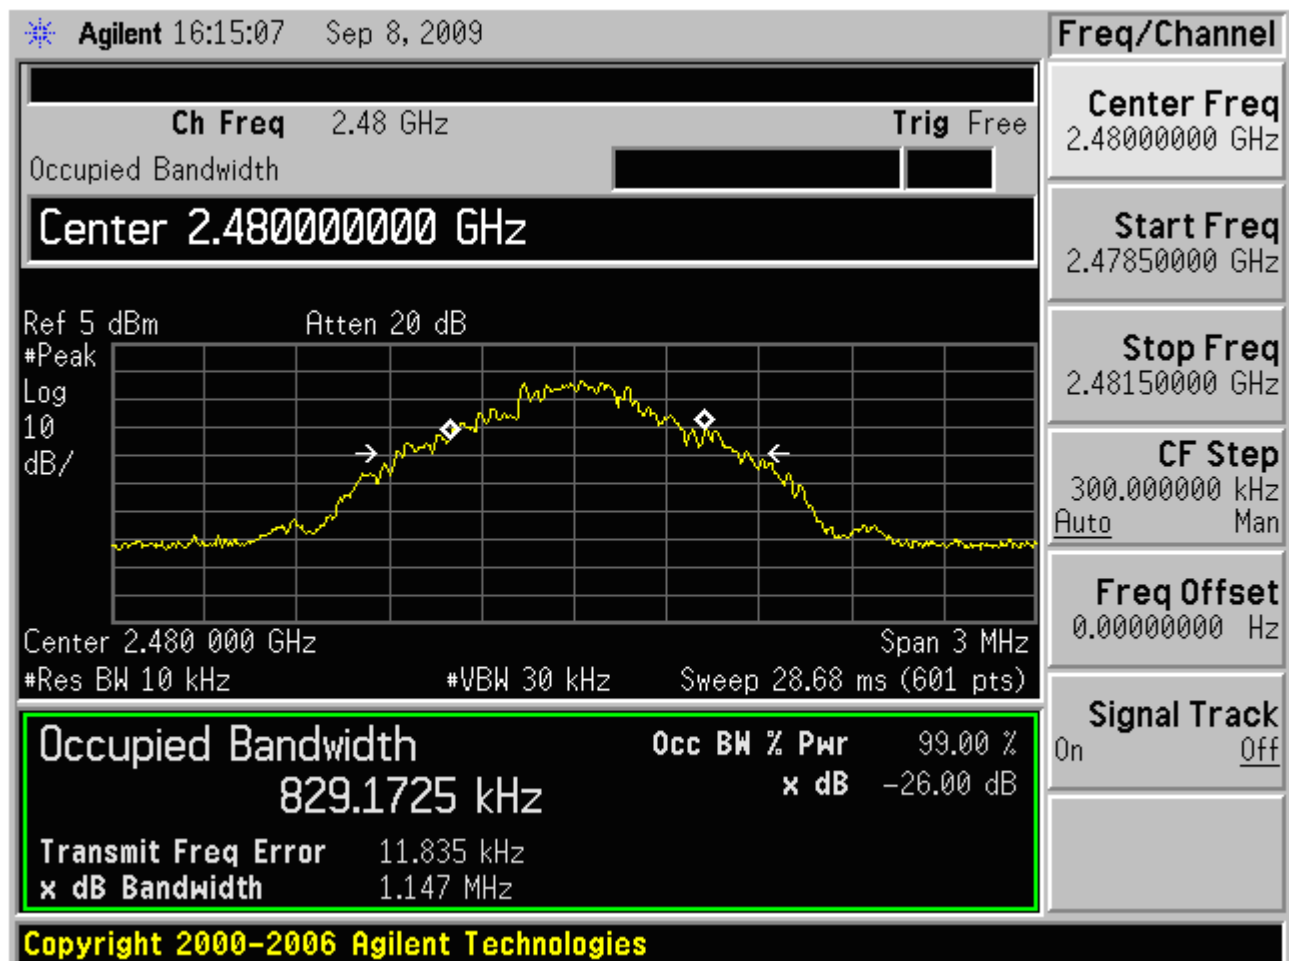 Agilent 16:15:07 Sep 8, 2009
Freq/Channel
Ch Freq 2.48 GHz Trig Free
Occupied Bandwidth
Center 2.480000000 GHz
Ref 5 dBm Atten 20 dB
#Peak
Log
10
dB/
Center 2.480 000 GHz Span 3 MHz
#Res BW 10 kHz #VBW 30 kHz Sweep 28.68 ms (601 pts)
Occupied Bandwidth Occ BW % Pwr 99.00 %
829.1725 kHz x dB -26.00 dB
Transmit Freq Error 11.835 kHz
x dB Bandwidth 1.147 MHz
Center Freq
2.48000000 GHz
Start Freq
2.47850000 GHz
Stop Freq
2.48150000 GHz
CF Step
300.000000 kHz
Auto Man
Freq Offset
0.00000000 Hz
Signal Track
On Off
Copyright 2000-2006 Agilent Technologies